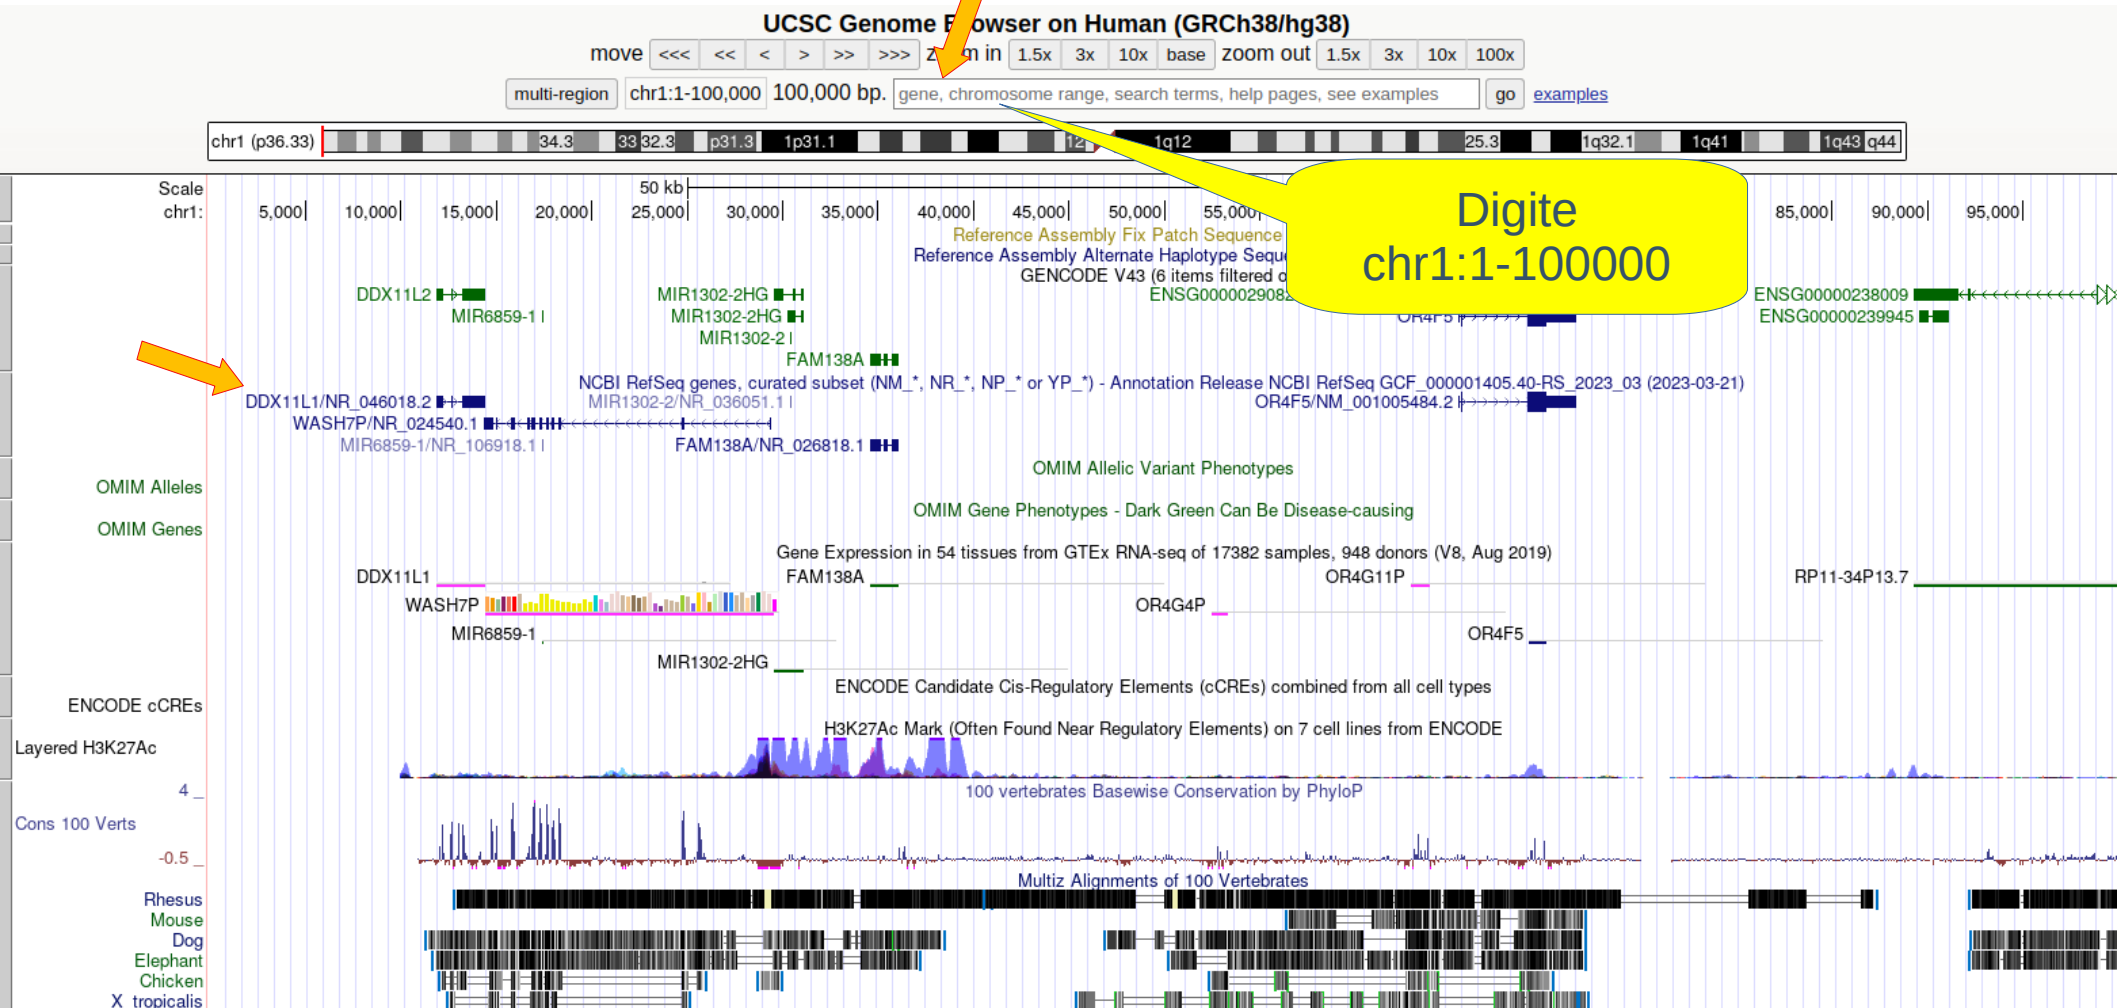 UCSC Genome Browser on Human (GRCh38/hg38)
move <<< << < > >> >>> zoom in 1.5x 3x 10x base zoom out 1.5x 3x 10x 100x
multi-region chr1:1-100,000 100,000 bp. gene, chromosome range, search terms, help pages, see examples go examples
chr1 (p36.33) 34.3 33 32.3 p31.3 1p31.1 12 1q12 25.3 1q32.1 1q41 1q43 q44
Scale 50 kb
chr1: 5,000 10,000 15,000 20,000 25,000 30,000 35,000 40,000 45,000 50,000 55,000 85,000 90,000 95,000
Digite
chr1:1-100000
Reference Assembly Fix Patch Sequence
Reference Assembly Alternate Haplotype Seque
GENCODE V43 (6 items filtered o
DDX11L2 MIR1302-2HG ENSG0000029082 ENSG00000238009
MIR6859-1 MIR1302-2HG OR4F5 ENSG00000239945
MIR1302-2
FAM138A
NCBI RefSeq genes, curated subset (NM_*, NR_*, NP_* or YP_*) - Annotation Release NCBI RefSeq GCF_000001405.40-RS_2023_03 (2023-03-21)
DDX11L1/NR_046018.2 MIR1302-2/NR_036051.1 OR4F5/NM_001005484.2
WASH7P/NR_024540.1
MIR6859-1/NR_106918.1 FAM138A/NR_026818.1
OMIM Allelic Variant Phenotypes
OMIM Alleles
OMIM Gene Phenotypes - Dark Green Can Be Disease-causing
OMIM Genes
Gene Expression in 54 tissues from GTEx RNA-seq of 17382 samples, 948 donors (V8, Aug 2019)
DDX11L1 FAM138A OR4G11P RP11-34P13.7
WASH7P OR4G4P
MIR6859-1 OR4F5
MIR1302-2HG
ENCODE Candidate Cis-Regulatory Elements (cCREs) combined from all cell types
ENCODE cCREs
H3K27Ac Mark (Often Found Near Regulatory Elements) on 7 cell lines from ENCODE
Layered H3K27Ac
4 _ 100 vertebrates Basewise Conservation by PhyloP
Cons 100 Verts
-0.5 _
Multiz Alignments of 100 Vertebrates
Rhesus
Mouse
Dog
Elephant
Chicken
X_tropicalis